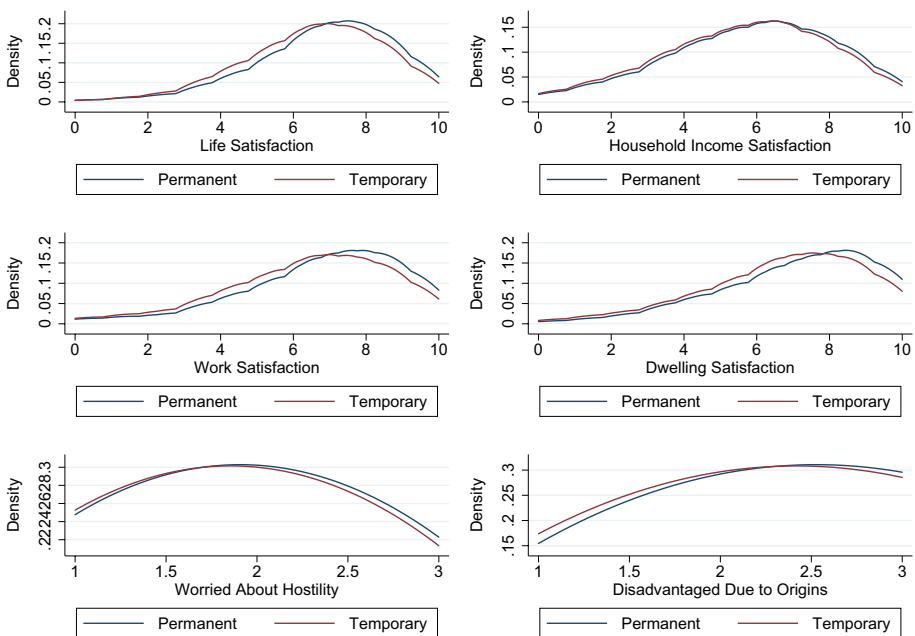 Density
0 .05 .1 .15 .2
0 2 4 6 8 10
Life Satisfaction
Permanent Temporary
Density
0 .05 .1 .15
0 2 4 6 8 10
Household Income Satisfaction
Permanent Temporary
Density
0 .05 .1 .15 .2
0 2 4 6 8 10
Work Satisfaction
Permanent Temporary
Density
0 .05 .1 .15 .2
0 2 4 6 8 10
Dwelling Satisfaction
Permanent Temporary
Density
.22 .24 .26 .28 .3
1 1.5 2 2.5 3
Worried About Hostility
Permanent Temporary
Density
.15 .2 .25 .3
1 1.5 2 2.5 3
Disadvantaged Due to Origins
Permanent Temporary